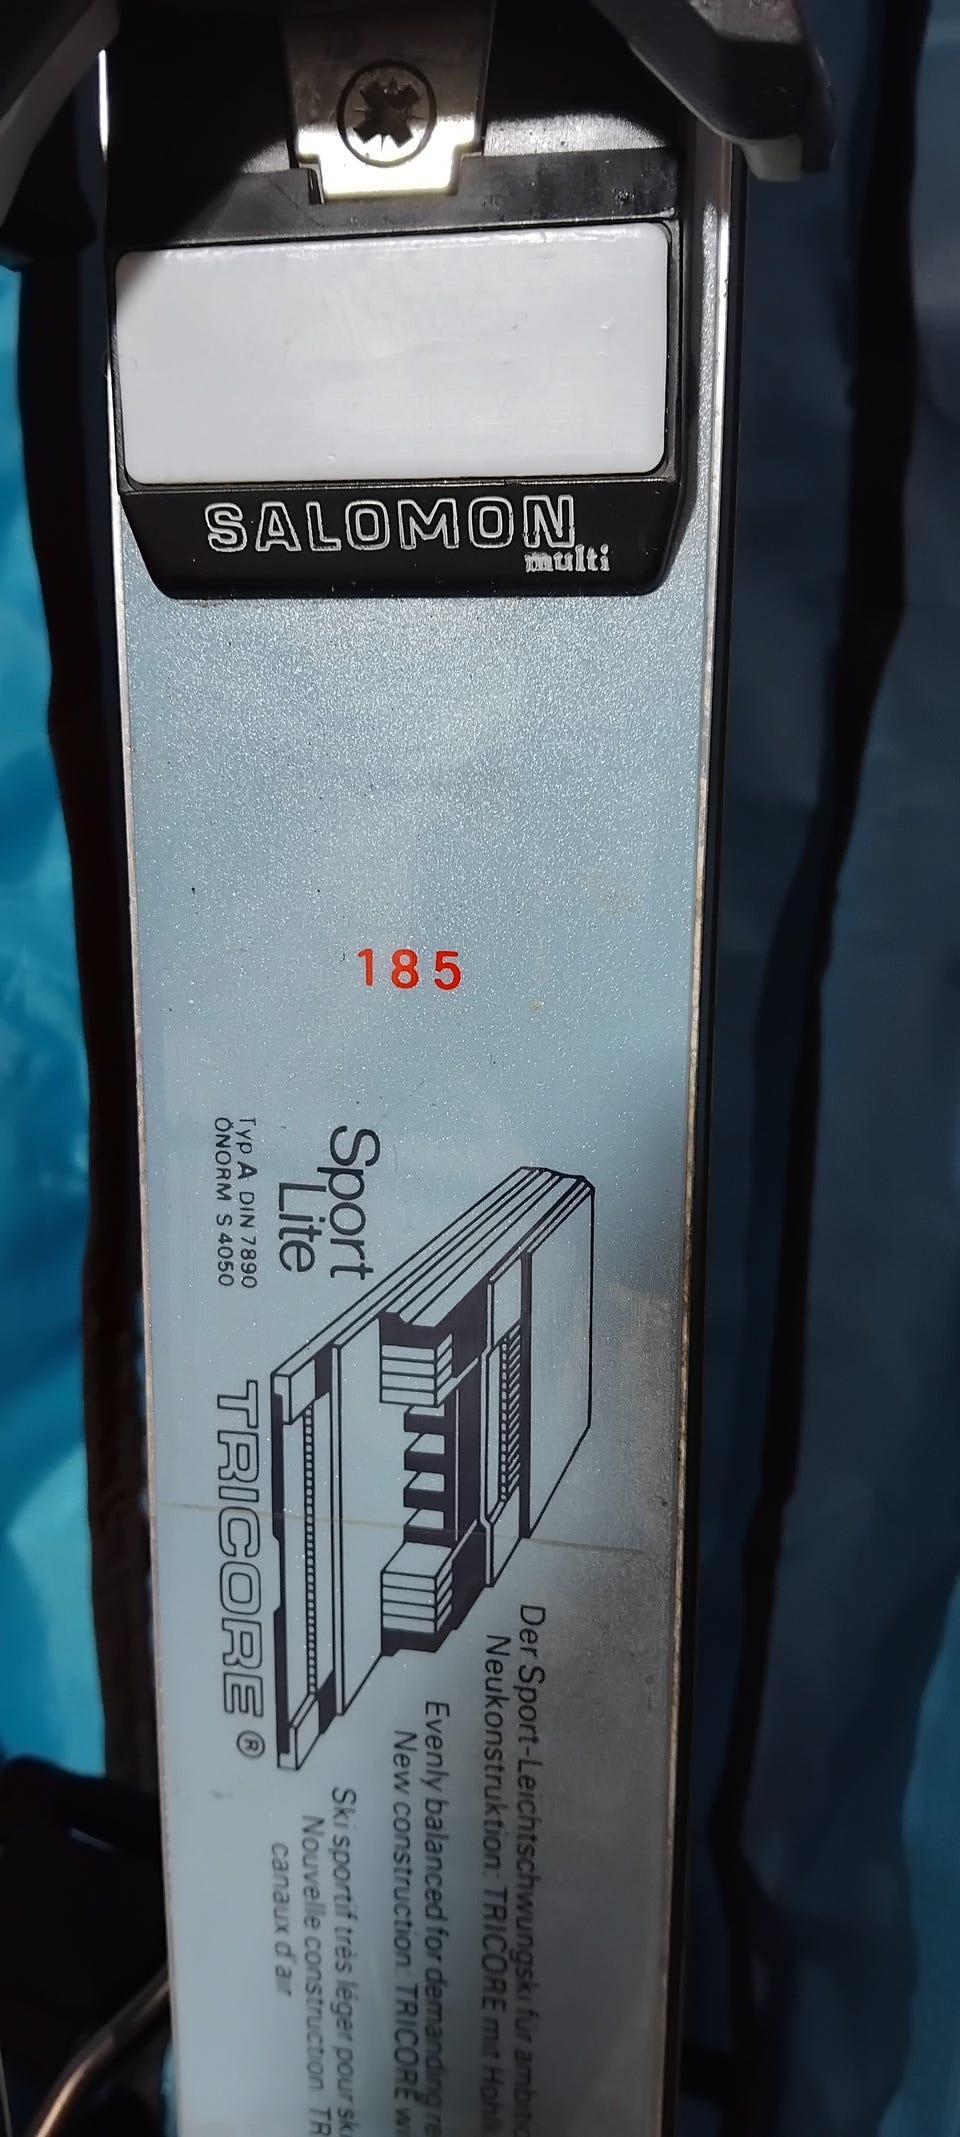 SALOMON
multi
185
Sport
Lite
Typ A DIN 7890
ÖNORM S 4050
TRICORE ®
Der Sport-Leichtschwungski für
Neukonstruktion: TRICORE mit
Evenly balanced for demanding
New construction: TRICORE
Ski sportif très léger pour
Nouvelle construction.
canaux d'air